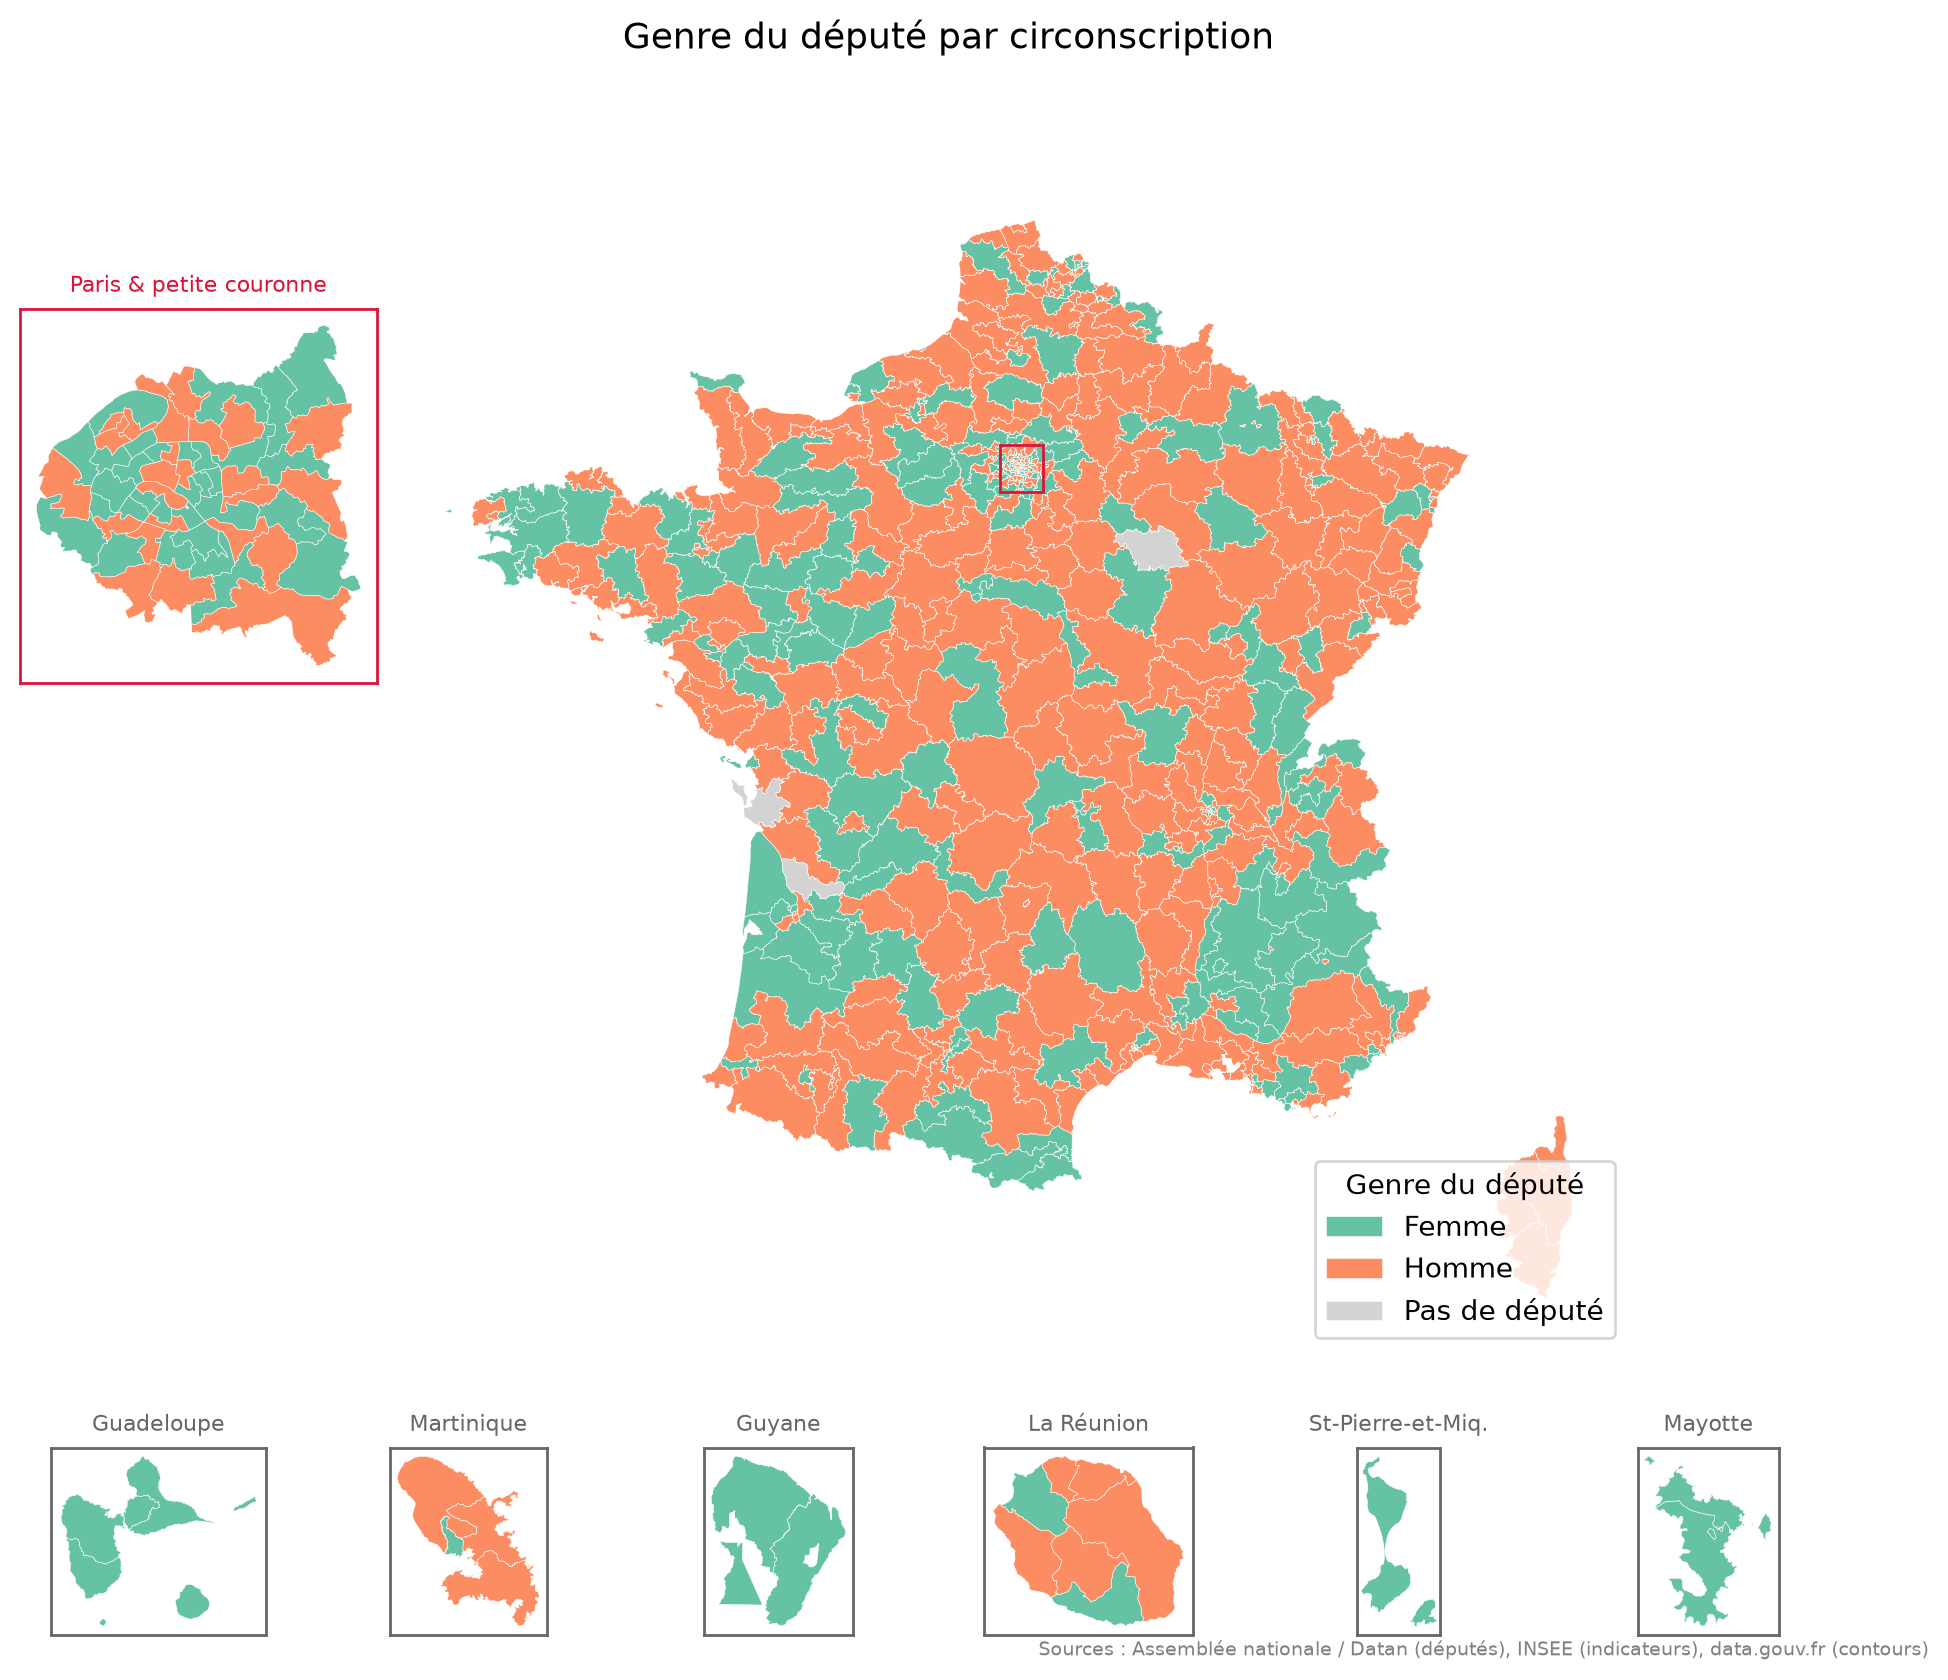 Genre du député par circonscription
Paris & petite couronne
Genre du député
Femme
Homme
Pas de député
Guadeloupe
Martinique
Guyane
La Réunion
St-Pierre-et-Miq.
Mayotte
Sources : Assemblée nationale / Datan (députés), INSEE (indicateurs), data.gouv.fr (contours)